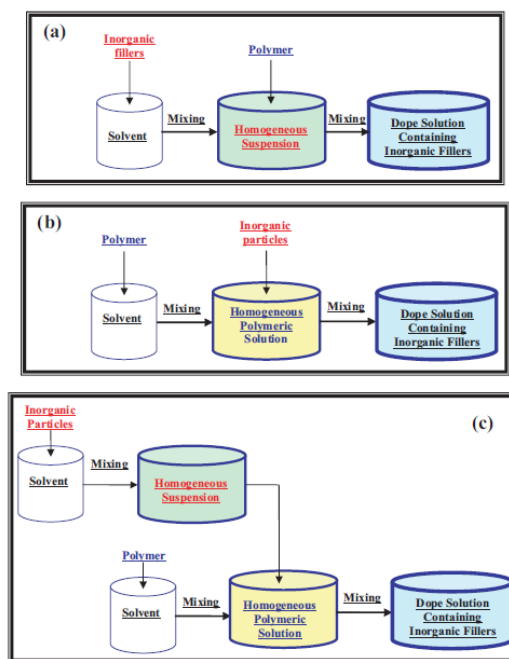 (a)
Inorganic
fillers
Polymer
Solvent
Mixing
Homogeneous
Suspension
Mixing
Dope Solution
Containing
Inorganic Fillers
(b)
Polymer
Inorganic
particles
Solvent
Mixing
Homogeneous
Polymeric
Solution
Mixing
Dope Solution
Containing
Inorganic Fillers
(c)
Inorganic
Particles
Solvent
Mixing
Homogeneous
Suspension
Polymer
Solvent
Mixing
Homogeneous
Polymeric
Solution
Mixing
Dope Solution
Containing
Inorganic Fillers